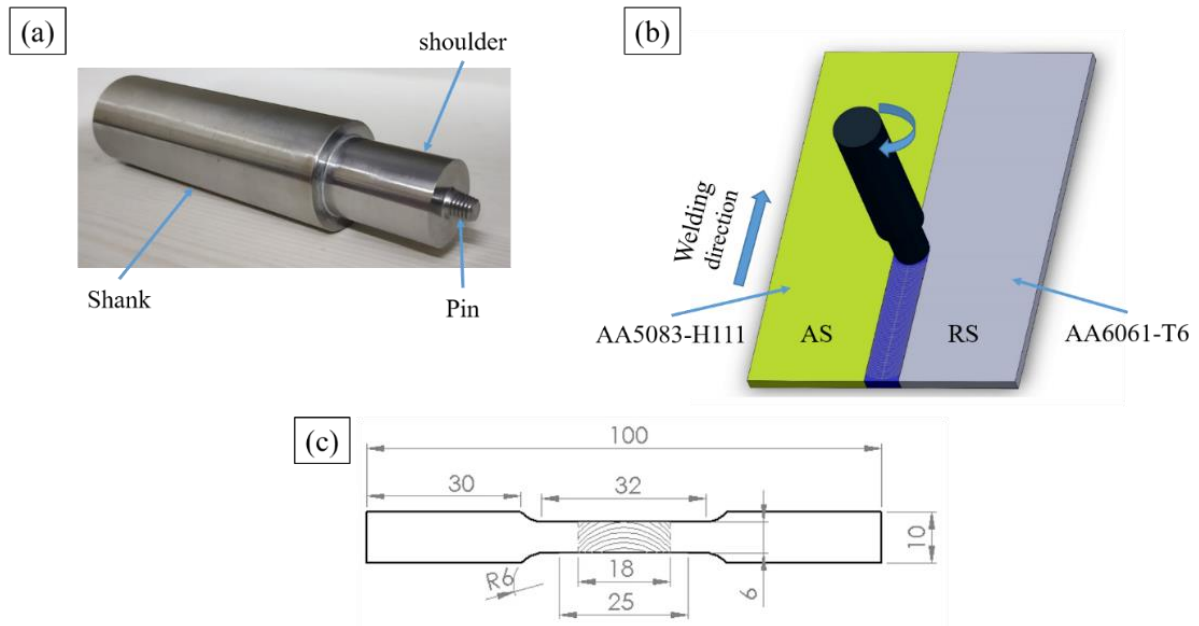 (a)
shoulder
Shank
Pin
(b)
Welding
direction
AA5083-H111
AS
RS
AA6061-T6
(c)
100
30
32
10
R6
18
6
25